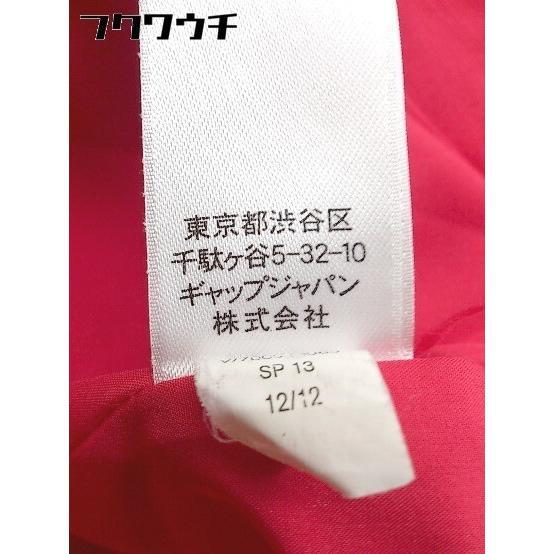 フクワウチ
東京都渋谷区
千駄ヶ谷5-32-10
ギャップジャパン
株式会社
SP 13
12/12